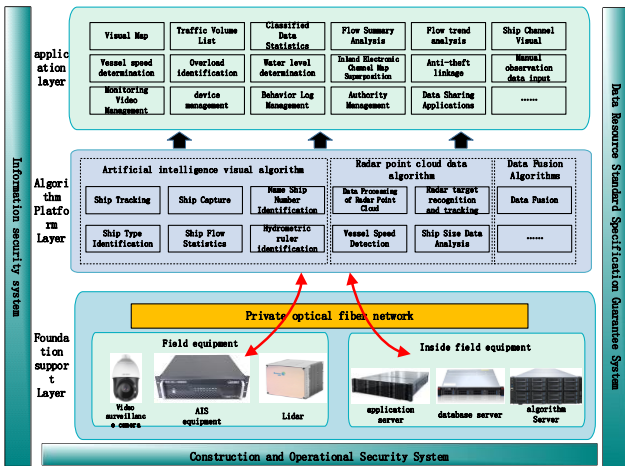 Information security system
Data Resource Standard Specification Guarantee System
applic
ation
layer
Visual Map
Traffic Volume
List
Classified
Data
Statistics
Flow Summary
Analysis
Flow trend
analysis
Ship Channel
Visual
Vessel speed
determination
Overload
identification
Water level
determination
Inland Electronic
Channel Map
Superposition
Anti-theft
linkage
Manual
observation
data input
Monitoring
Video
Management
device
management
Behavior Log
Management
Authority
Management
Data Sharing
Applications
......
Algori
thm
Platfo
rm
Layer
Artificial intelligence visual algorithm
Radar point cloud data
algorithm
Data Fusion
Algorithms
Ship Tracking
Ship Capture
Name Ship
Number
Identification
Data Processing
of Radar Point
Cloud
Radar target
recognition
and tracking
Data Fusion
Ship Type
Identification
Ship Flow
Statistics
Hydrometric
ruler
identification
Vessel Speed
Detection
Ship Size Data
Analysis
......
Founda
tion
suppor
t
Layer
Private optical fiber network
Field equipment
Inside field equipment
Video
surveillanc
e camera
AIS
equipment
Lidar
application
server
database server
algorithm
Server
Construction and Operational Security System